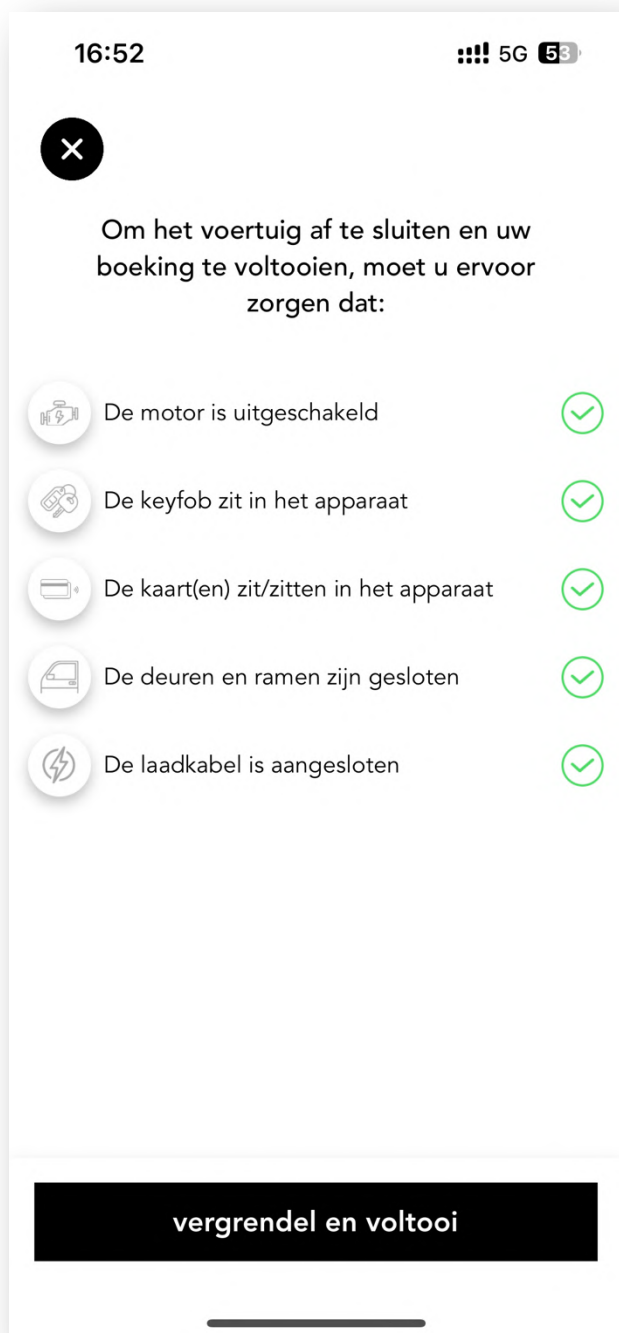 16:52 5G 53
Om het voertuig af te sluiten en uw
boeking te voltooien, moet u ervoor
zorgen dat:
De motor is uitgeschakeld
De keyfob zit in het apparaat
De kaart(en) zit/zitten in het apparaat
De deuren en ramen zijn gesloten
De laadkabel is aangesloten
vergrendel en voltooi